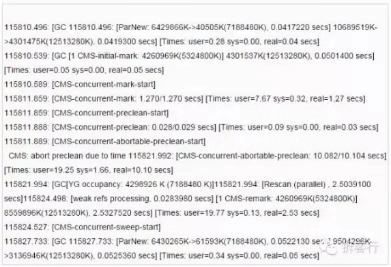 115810.496: [GC 115810.496: [ParNew: 6429866K->40505K(7188480K), 0.0417220 secs] 10689519K-
>4301475K(12513280K), 0.0419300 secs] [Times: user=0.28 sys=0.00, real=0.04 secs]
115810.539: [GC [1 CMS-initial-mark: 4260969K(5324800K)] 4301537K(12513280K), 0.0501400 secs]
[Times: user=0.05 sys=0.00, real=0.05 secs]
115810.589: [CMS-concurrent-mark-start]
115811.859: [CMS-concurrent-mark: 1.270/1.270 secs] [Times: user=7.67 sys=0.32, real=1.27 secs]
115811.859: [CMS-concurrent-preclean-start]
115811.888: [CMS-concurrent-preclean: 0.028/0.029 secs] [Times: user=0.09 sys=0.00, real=0.03 secs]
115811.888: [CMS-concurrent-abortable-preclean-start]
CMS: abort preclean due to time 115821.992: [CMS-concurrent-abortable-preclean: 10.082/10.104 secs]
[Times: user=19.25 sys=1.66, real=10.10 secs]
115821.994: GC[YG occupancy: 4298926 K (7188480 K)]115821.994: [Rescan (parallel) , 2.5039100
secs]115824.498: [weak refs processing, 0.0283980 secs] [1 CMS-remark: 4260969K(5324800K)]
8559896K(12513280K), 2.5327520 secs] [Times: user=19.77 sys=0.13, real=2.53 secs]
115824.527: [CMS-concurrent-sweep-start]
115827.733: [GC 115827.733: [ParNew: 6430265K->61593K(7188480K), 0.0522130 secs] 9504296K-
>3136946K(12513280K), 0.0525360 secs] [Times: user=0.34 sys=0.00, real=0.05 secs]